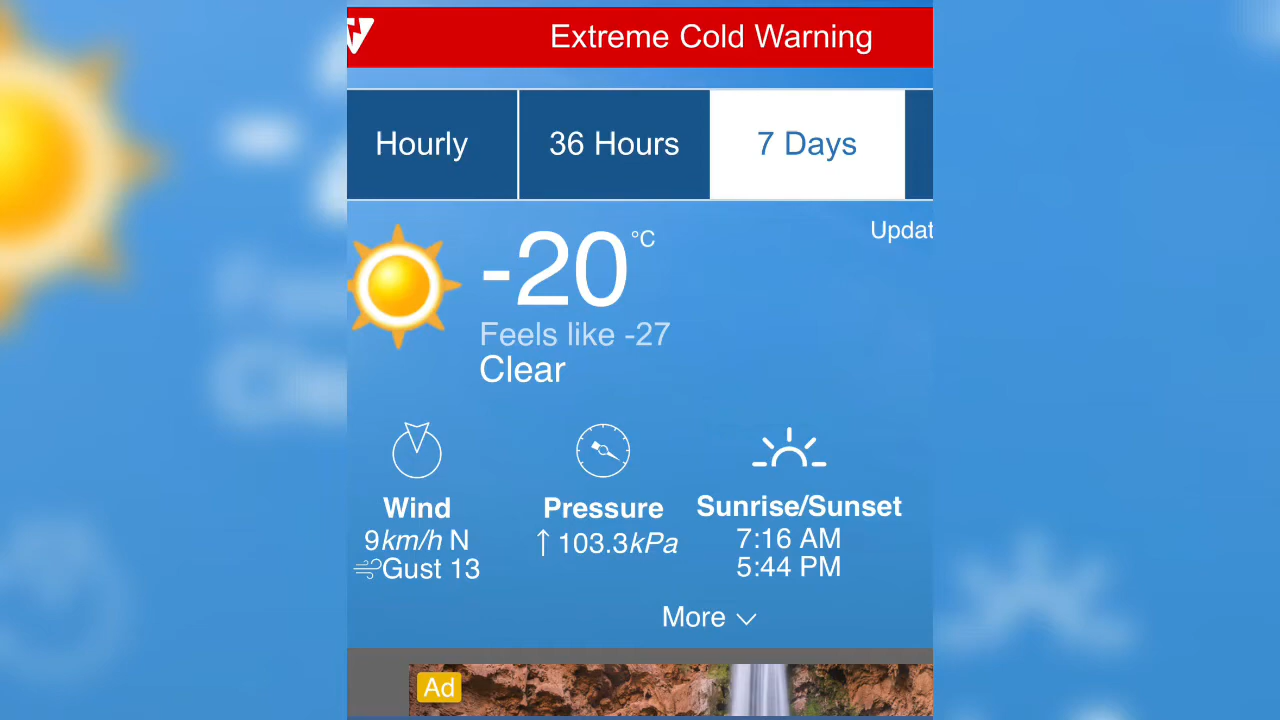 Extreme Cold Warning
Hourly
36 Hours
7 Days
Updat
-20 °C
Feels like -27
Clear
Wind
9km/h N
Gust 13
Pressure
↑ 103.3kPa
Sunrise/Sunset
7:16 AM
5:44 PM
More
Ad